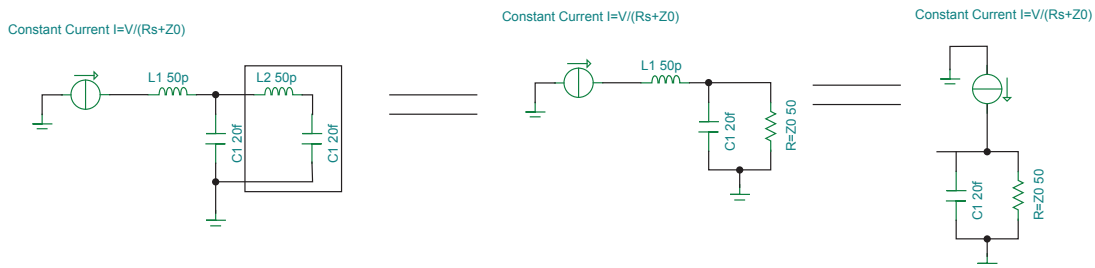 Constant Current I=V/(Rs+Z0)
L1 50p
L2 50p
C1 20f
C1 20f
Constant Current I=V/(Rs+Z0)
L1 50p
C1 20f
R=Z0 50
Constant Current I=V/(Rs+Z0)
C1 20f
R=Z0 50